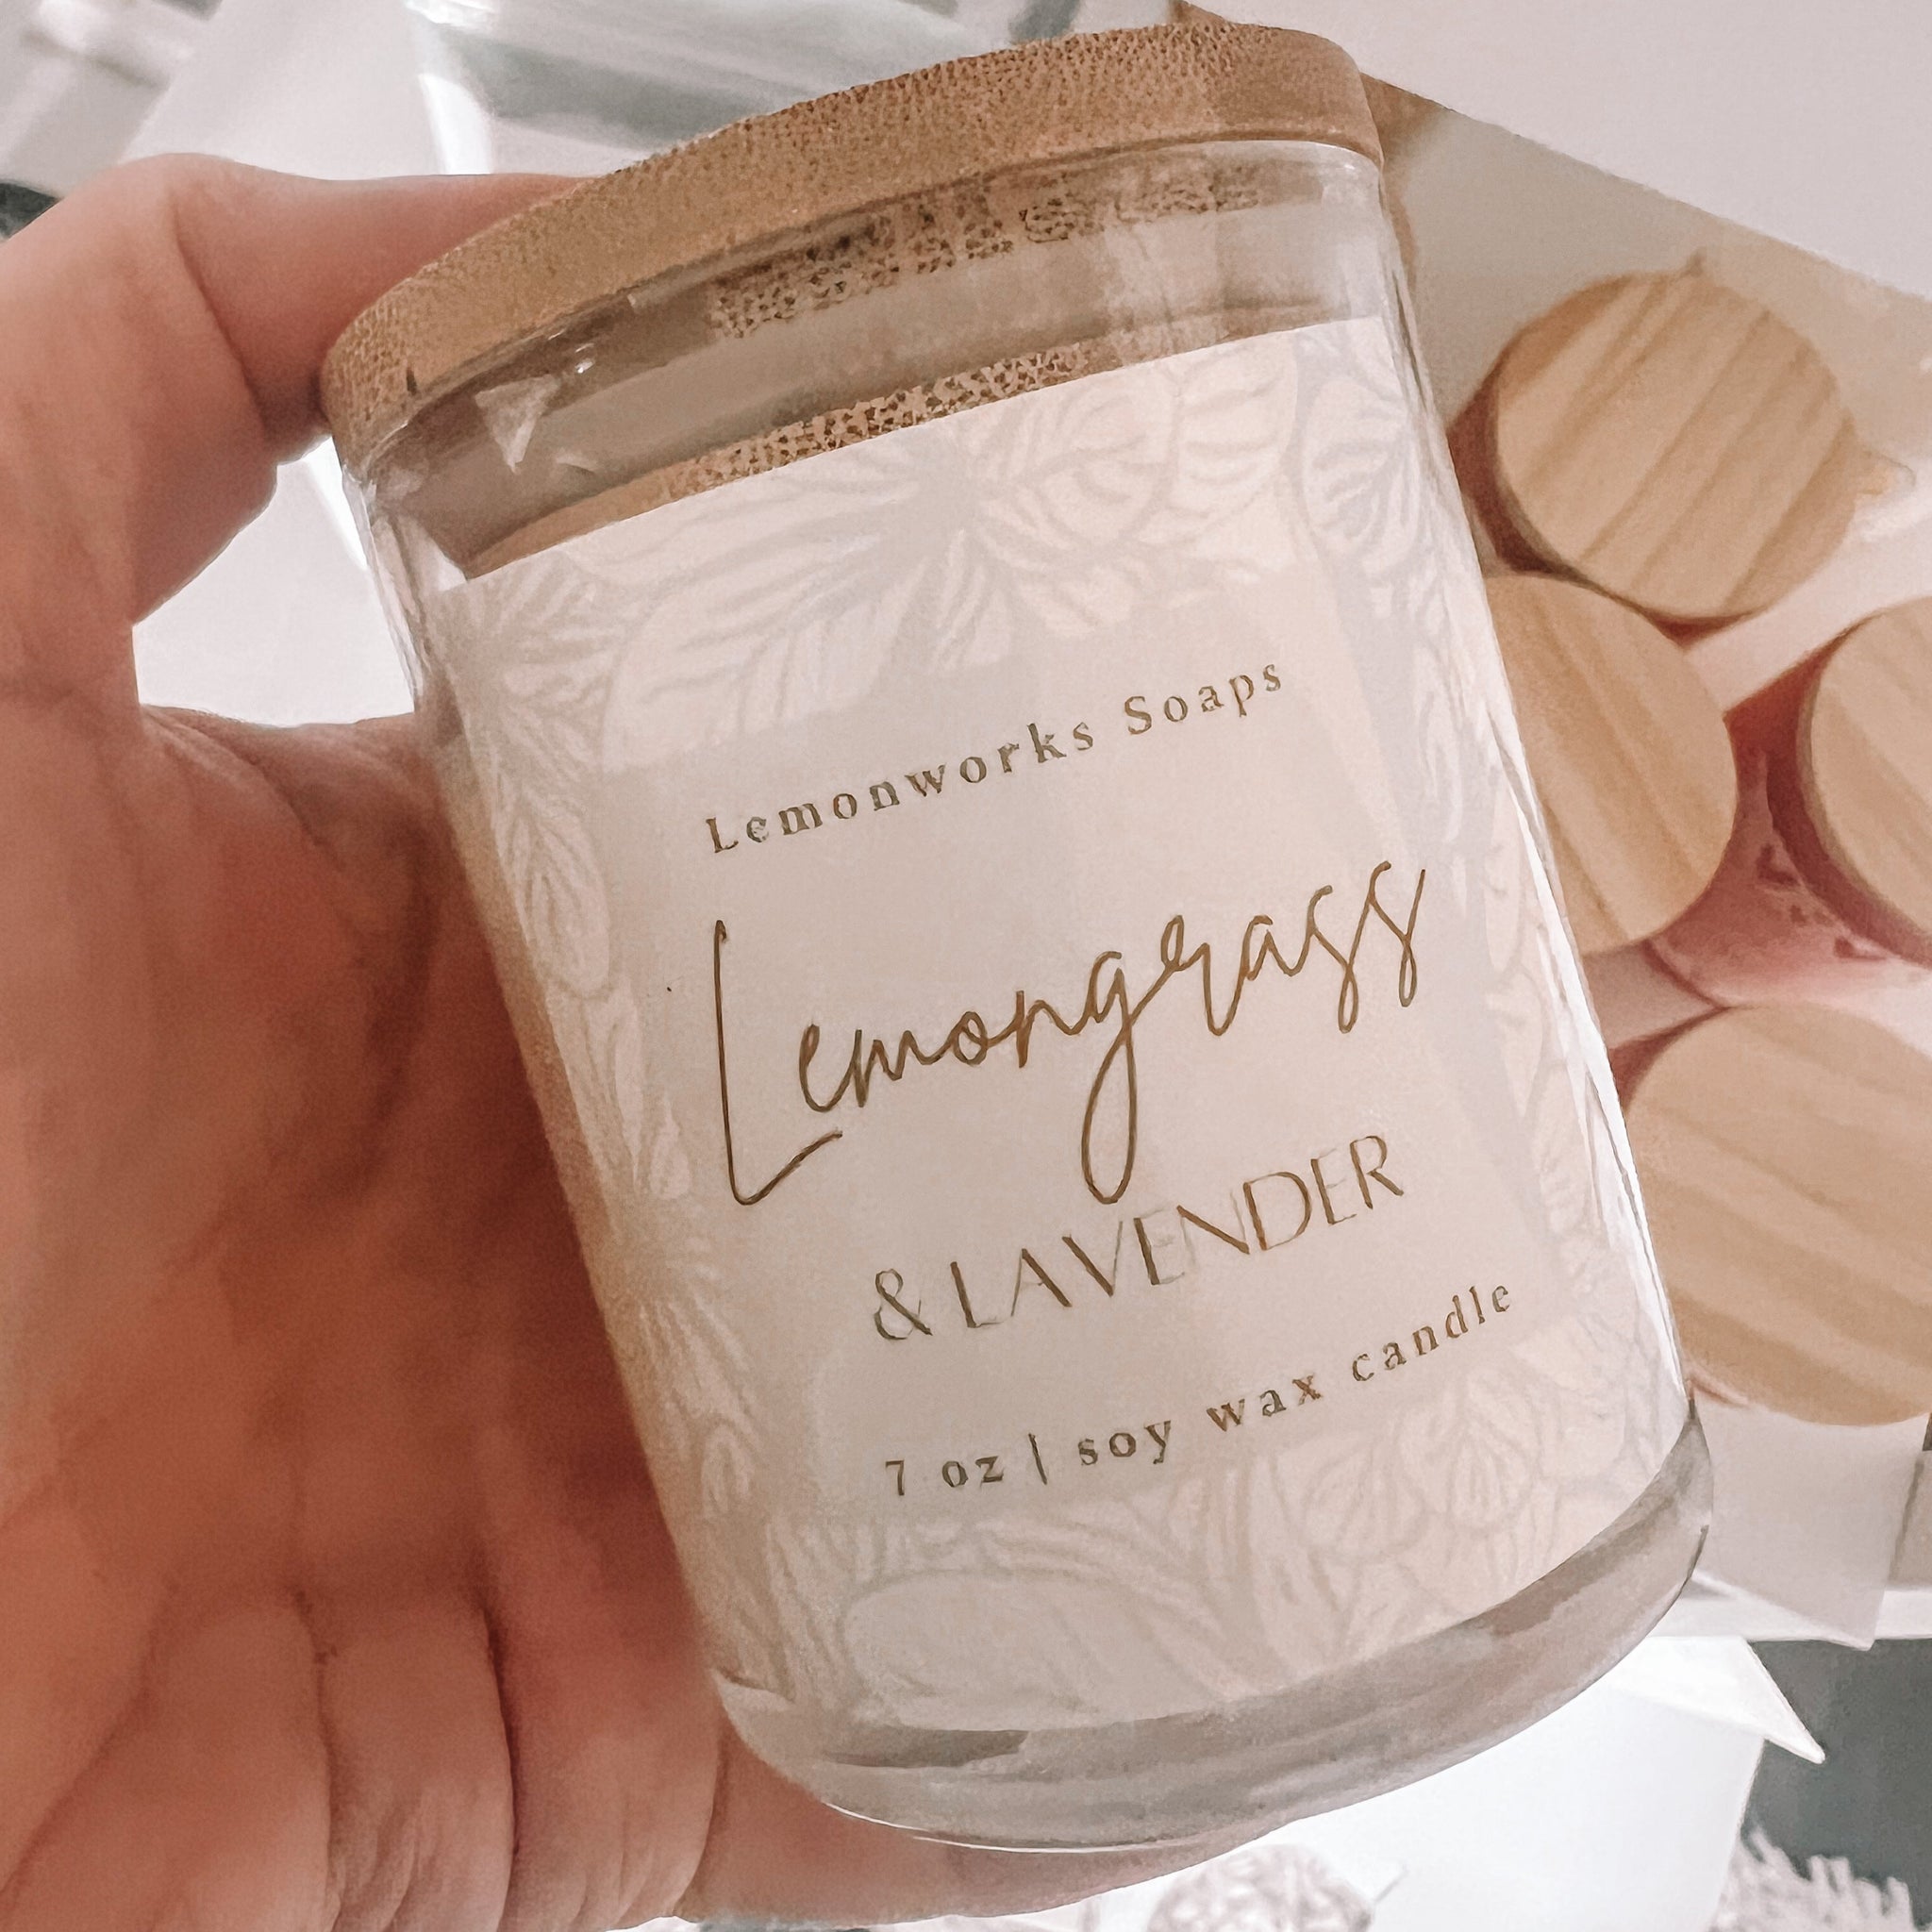 Lemonworks Soaps
Lemongrass
& LAVENDER
7 oz | soy wax candle